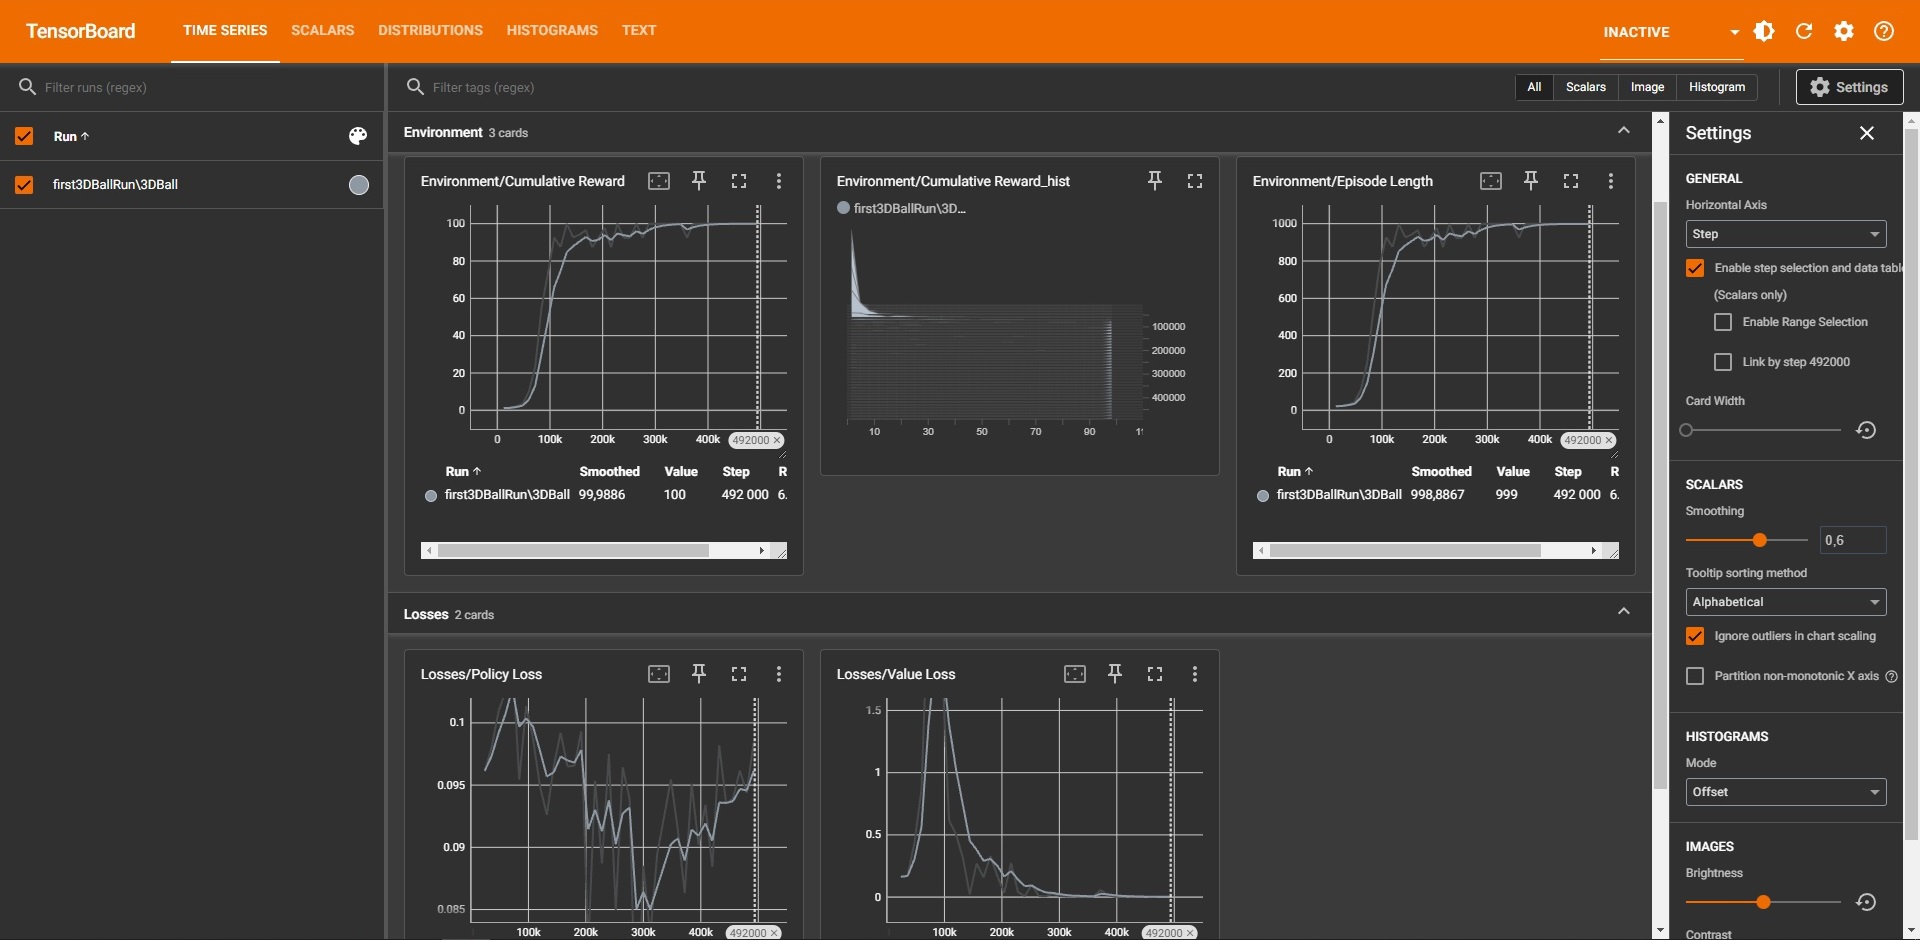 TensorBoard TIME SERIES SCALARS DISTRIBUTIONS HISTOGRAMS TEXT INACTIVE
Filter runs (regex)
Filter tags (regex)
All Scalars Image Histogram Settings
Run ↑
first3DBallRun\3DBall
Environment 3 cards
Environment/Cumulative Reward
100
80
60
40
20
0
0 100k 200k 300k 400k 492000 ×
Run ↑ Smoothed Value Step R
first3DBallRun\3DBall 99,9886 100 492 000 6.
Environment/Cumulative Reward_hist
first3DBallRun\3D...
100000
200000
300000
400000
10 30 50 70 90
Environment/Episode Length
1000
800
600
400
200
0
0 100k 200k 300k 400k 492000 ×
Run ↑ Smoothed Value Step R
first3DBallRun\3DBall 998,8867 999 492 000 6.
Losses 2 cards
Losses/Policy Loss
0.1
0.095
0.09
0.085
100k 200k 300k 400k 492000 ×
Losses/Value Loss
1.5
1
0.5
0
100k 200k 300k 400k 492000 ×
Settings
GENERAL
Horizontal Axis
Step
Enable step selection and data tabl
(Scalars only)
Enable Range Selection
Link by step 492000
Card Width
SCALARS
Smoothing
0,6
Tooltip sorting method
Alphabetical
Ignore outliers in chart scaling
Partition non-monotonic X axis
HISTOGRAMS
Mode
Offset
IMAGES
Brightness
Contrast